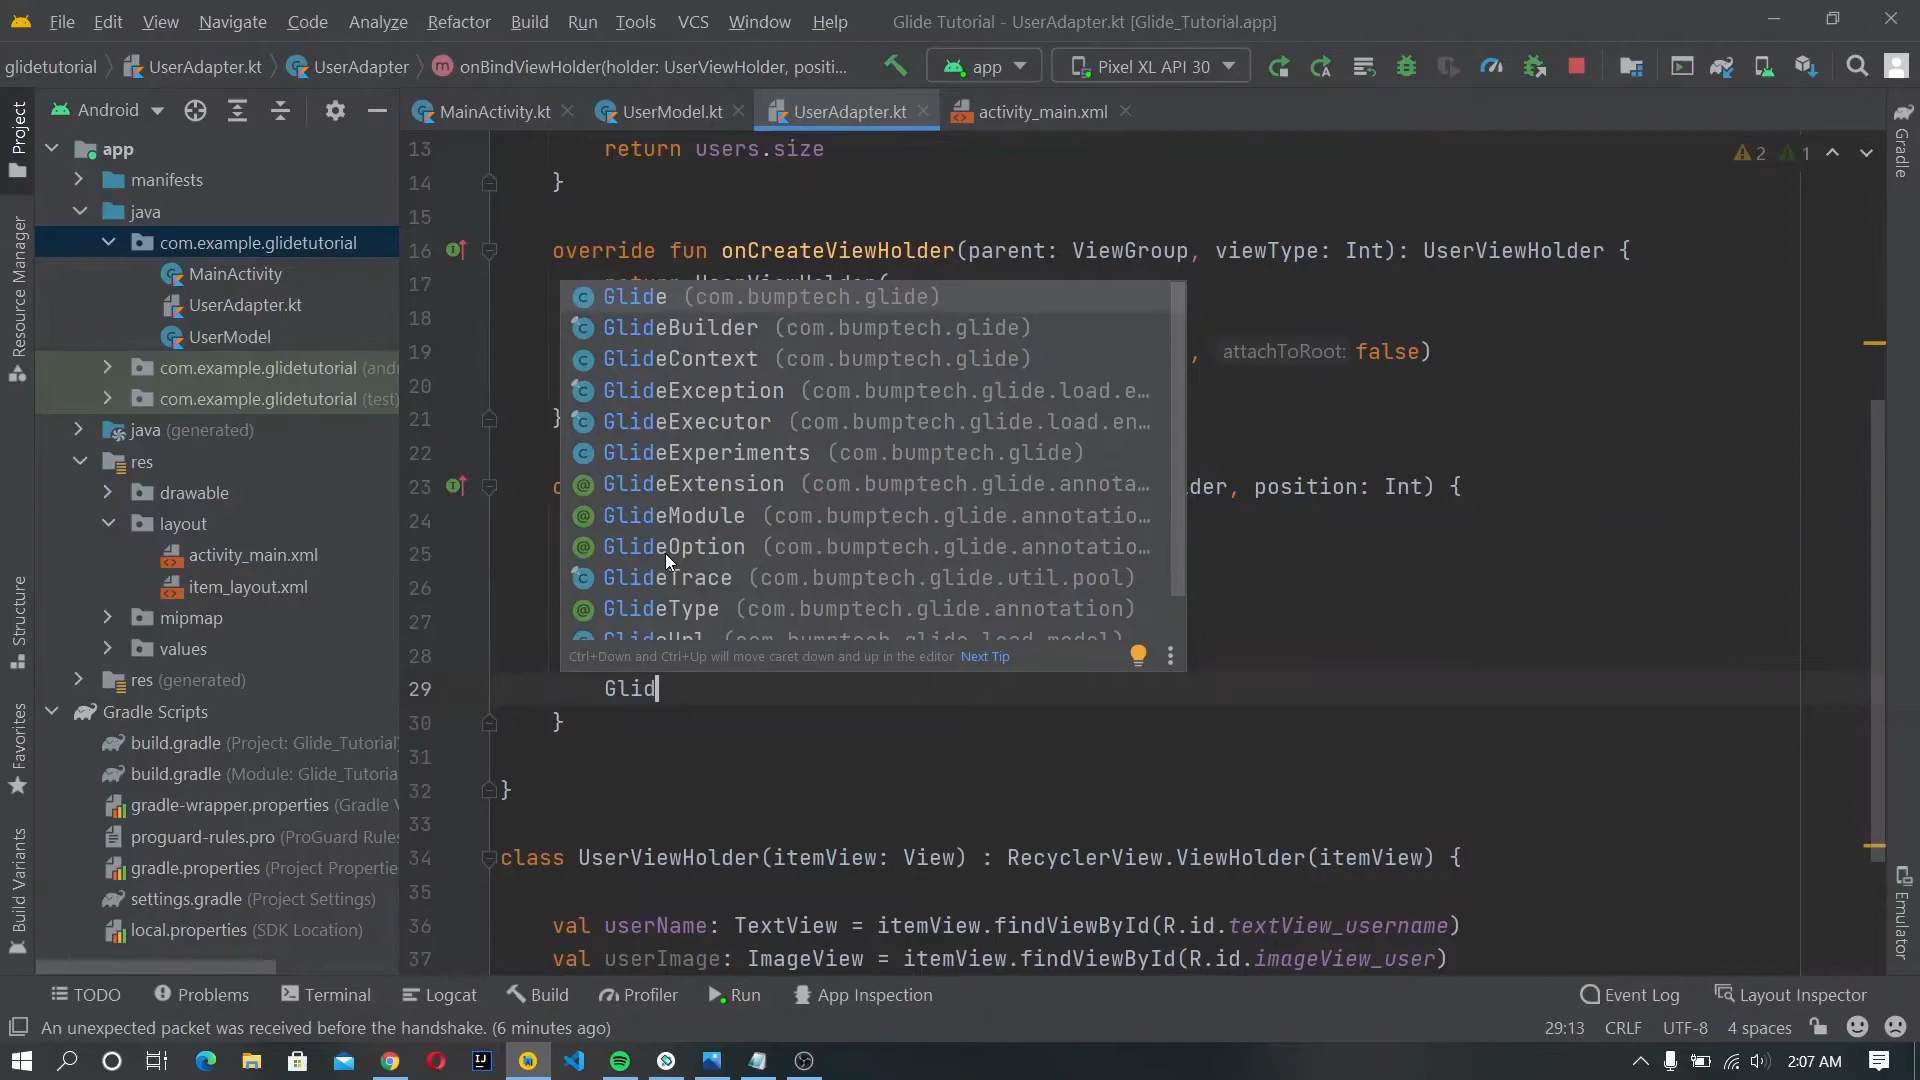 File Edit View Navigate Code Analyze Refactor Build Run Tools VCS Window Help Glide Tutorial - UserAdapter.kt [Glide_Tutorial.app]
glidetutorial UserAdapter.kt UserAdapter onBindViewHolder(holder: UserViewHolder, positi... app Pixel XL API 30
Android MainActivity.kt UserModel.kt UserAdapter.kt activity_main.xml
Project
Resource Manager
Structure
Favorites
Build Variants
app
manifests
java
com.example.glidetutorial
MainActivity
UserAdapter.kt
UserModel
com.example.glidetutorial (and
com.example.glidetutorial (test)
java (generated)
res
drawable
layout
activity_main.xml
item_layout.xml
mipmap
values
res (generated)
Gradle Scripts
build.gradle (Project: Glide_Tutorial)
build.gradle (Module: Glide_Tutoria
gradle-wrapper.properties (Gradle V
proguard-rules.pro (ProGuard Rules
gradle.properties (Project Propertie
settings.gradle (Project Settings)
local.properties (SDK Location)
13 return users.size
2 1
14 }
15
16 override fun onCreateViewHolder(parent: ViewGroup, viewType: Int): UserViewHolder {
17
18
19 , attachToRoot: false)
20
21 }
22
23 der, position: Int) {
24
25
26
27
28
29 Glid
30 }
31
32 }
33
34 class UserViewHolder(itemView: View) : RecyclerView.ViewHolder(itemView) {
35
36 val userName: TextView = itemView.findViewById(R.id.textView_username)
37 val userImage: ImageView = itemView.findViewById(R.id.imageView_user)
Glide (com.bumptech.glide)
GlideBuilder (com.bumptech.glide)
GlideContext (com.bumptech.glide)
GlideException (com.bumptech.glide.load.e...
GlideExecutor (com.bumptech.glide.load.en...
GlideExperiments (com.bumptech.glide)
GlideExtension (com.bumptech.glide.annota...
GlideModule (com.bumptech.glide.annotatio...
GlideOption (com.bumptech.glide.annotatio...
GlideTrace (com.bumptech.glide.util.pool)
GlideType (com.bumptech.glide.annotation)
GlideUrl (com.bumptech.glide.load.model)
Ctrl+Down and Ctrl+Up will move caret down and up in the editor Next Tip
Gradle
Emulator
TODO Problems Terminal Logcat Build Profiler Run App Inspection Event Log Layout Inspector
An unexpected packet was received before the handshake. (6 minutes ago) 29:13 CRLF UTF-8 4 spaces
2:07 AM